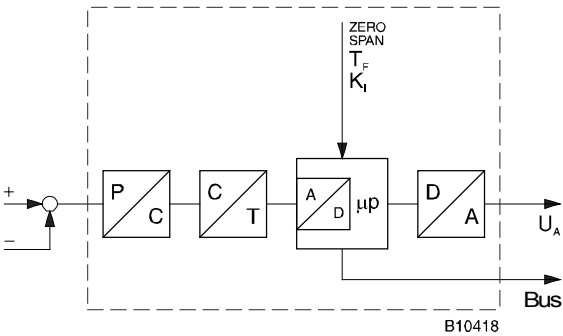 ZERO
SPAN
T_F
K_I
+
−
P
C
C
T
A
D
µp
D
A
U_A
Bus
B10418